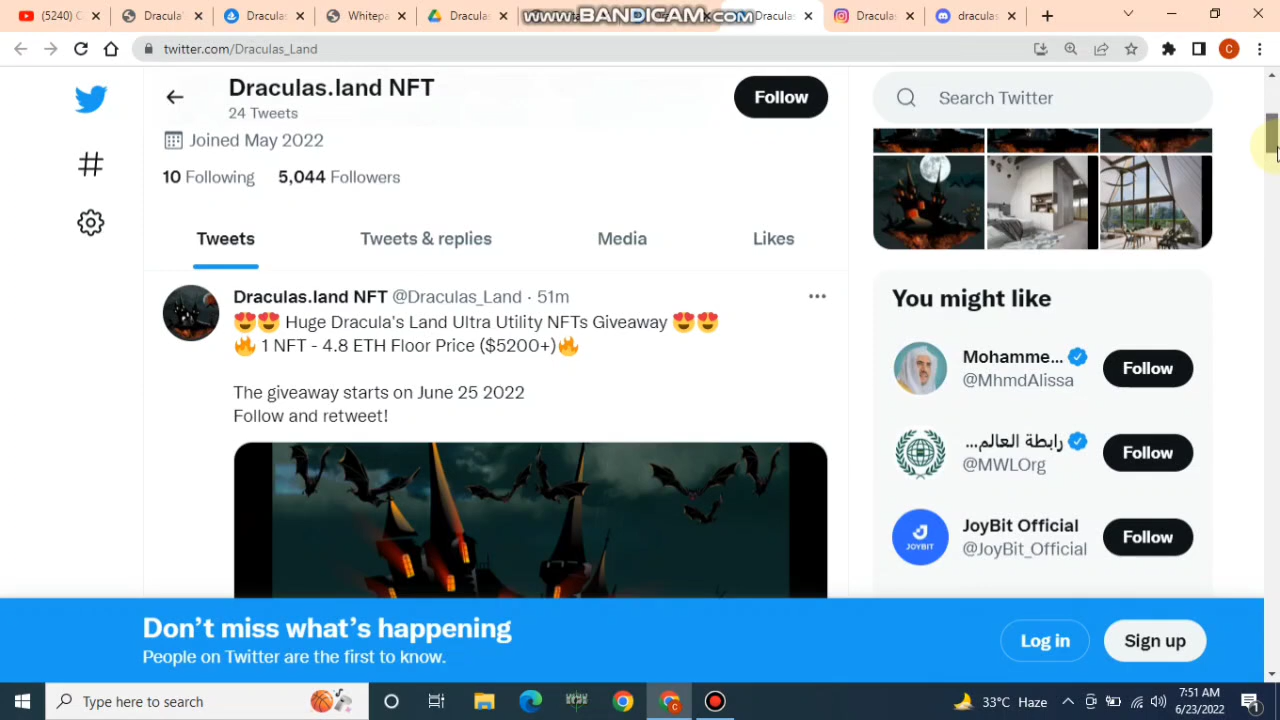 (5240) C
Dracula'
Dracula
Whitepa
Dracula
Dracula
Dracula
draculas
www.BANDICAM.com
twitter.com/Draculas_Land
C
Draculas.land NFT
24 Tweets
Follow
Search Twitter
Joined May 2022
10 Following 5,044 Followers
Tweets Tweets & replies Media Likes
Draculas.land NFT @Draculas_Land · 51m
😍😍 Huge Dracula's Land Ultra Utility NFTs Giveaway 😍😍
🔥 1 NFT - 4.8 ETH Floor Price ($5200+)🔥
The giveaway starts on June 25 2022
Follow and retweet!
You might like
Mohamme...
@MhmdAlissa
Follow
رابطة العالم...
@MWLOrg
Follow
JOYBIT
JoyBit Official
@JoyBit_Official
Follow
Don't miss what's happening
People on Twitter are the first to know.
Log in
Sign up
Type here to search
C
33°C Haze
7:51 AM
6/23/2022
1